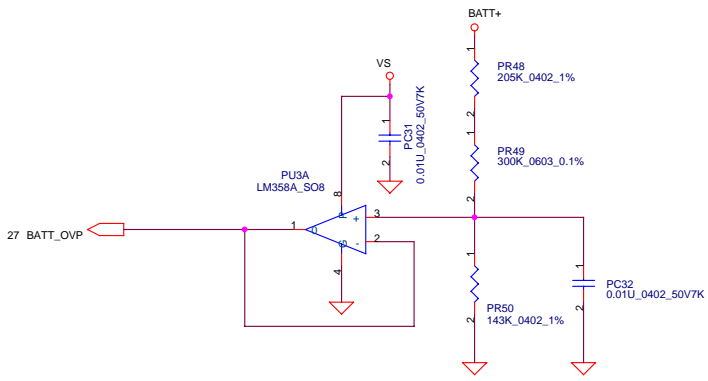 BATT+
1
PR48
205K_0402_1%
2
VS
1
PC31
0.01U_0402_50V7K
2
1
PR49
300K_0603_0.1%
2
PU3A
LM358A_SO8
8
P
+
3
1
0
-
2
G
4
27 BATT_OVP
1
PR50
143K_0402_1%
2
1
PC32
0.01U_0402_50V7K
2